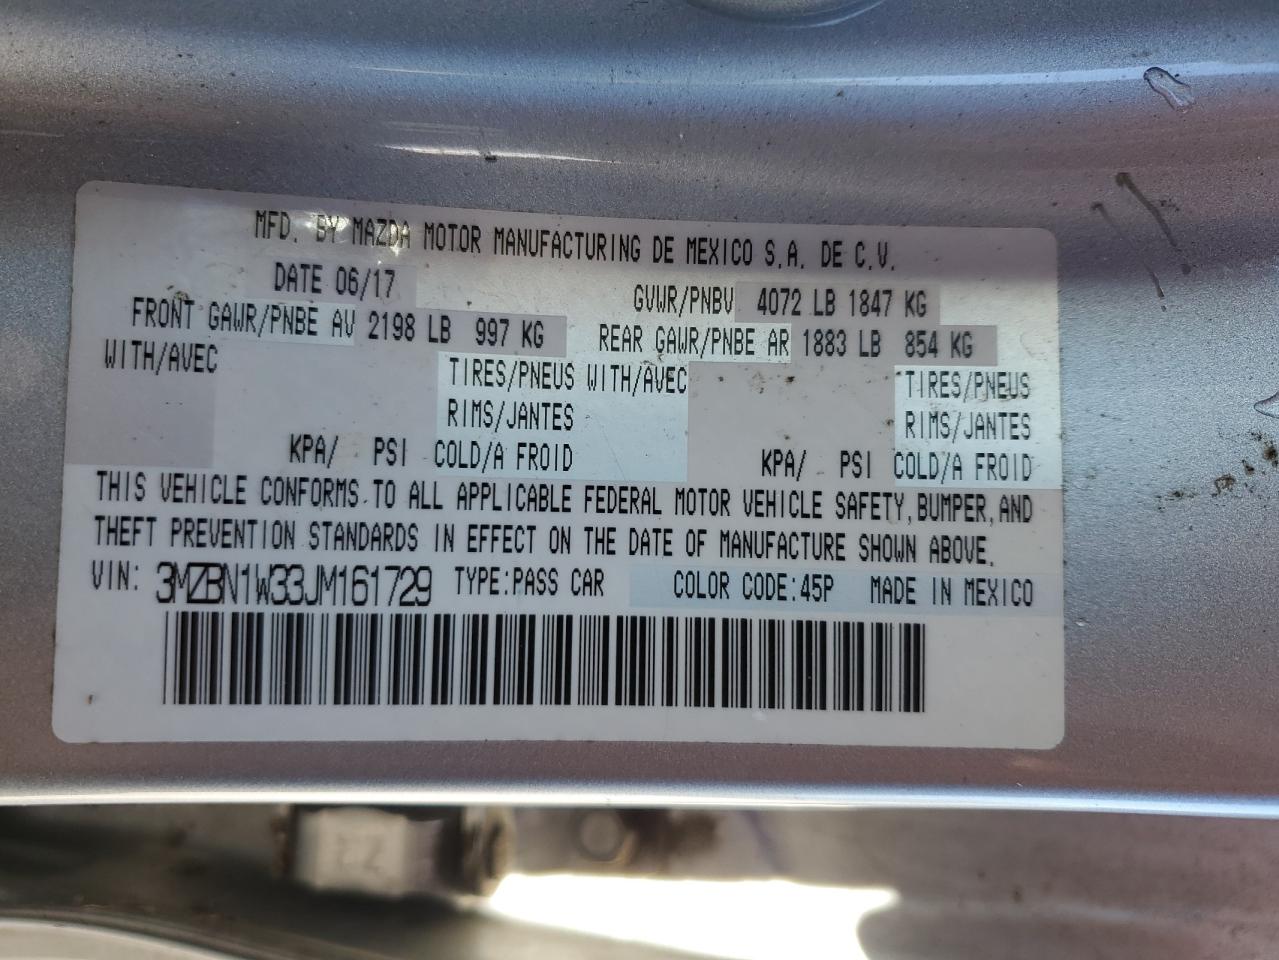 MFD. BY MAZDA MOTOR MANUFACTURING DE MEXICO S.A. DE C.V.
DATE 06/17 GVWR/PNBV 4072 LB 1847 KG
FRONT GAWR/PNBE AV 2198 LB 997 KG REAR GAWR/PNBE AR 1883 LB 854 KG
WITH/AVEC TIRES/PNEUS WITH/AVEC TIRES/PNEUS
RIMS/JANTES RIMS/JANTES
KPA/ PSI COLD/A FROID KPA/ PSI COLD/A FROID
THIS VEHICLE CONFORMS TO ALL APPLICABLE FEDERAL MOTOR VEHICLE SAFETY, BUMPER, AND
THEFT PREVENTION STANDARDS IN EFFECT ON THE DATE OF MANUFACTURE SHOWN ABOVE.
VIN: 3MZBN1W33JM161729 TYPE:PASS CAR COLOR CODE:45P MADE IN MEXICO